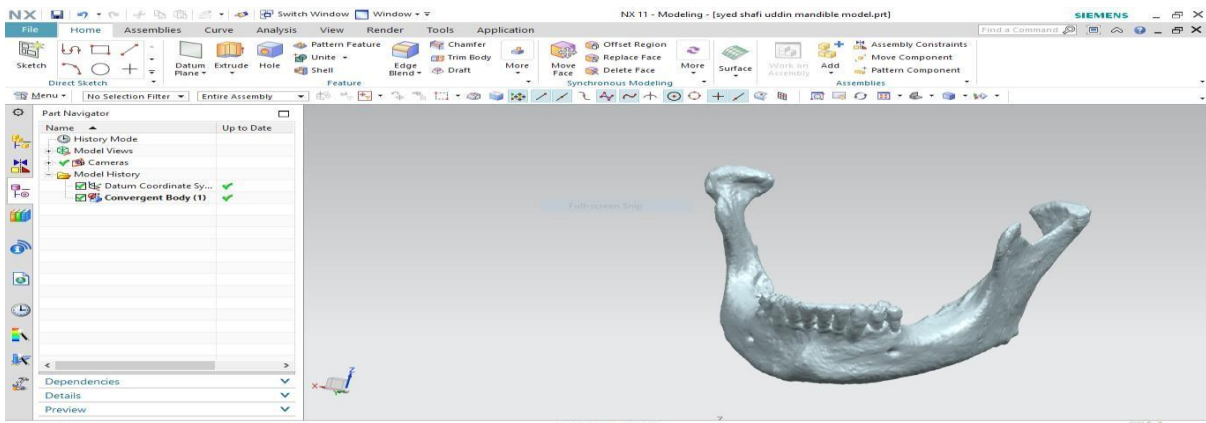 NX Switch Window Window NX 11 - Modeling - [syed shafi uddin mandible model.prt] SIEMENS
File Home Assemblies Curve Analysis View Render Tools Application Find a Command
Sketch Datum Plane Extrude Hole Pattern Feature Unite Shell Edge Blend Chamfer Trim Body Draft More Move Face Offset Region Replace Face Delete Face More Surface Work on Assembly Add Assembly Constraints Move Component Pattern Component
Direct Sketch Feature Synchronous Modeling Assemblies
Menu No Selection Filter Entire Assembly
Part Navigator
Name Up to Date
History Mode
Model Views
Cameras
Model History
Datum Coordinate Sy...
Convergent Body (1)
Full-screen Snip
Dependencies
Details
Preview
X Z
Z